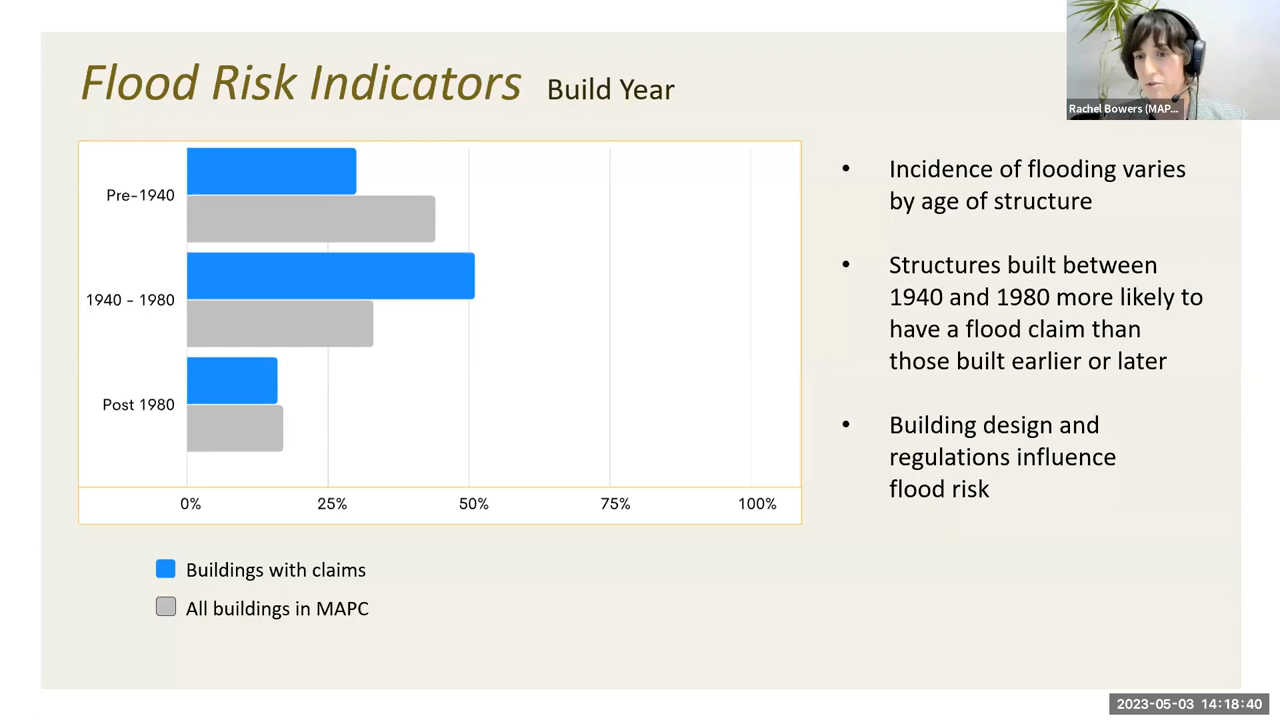 Flood Risk Indicators Build Year
Rachel Bowers (MAP...
Pre-1940
1940 - 1980
Post 1980
0% 25% 50% 75% 100%
Buildings with claims
All buildings in MAPC
• Incidence of flooding varies
by age of structure
• Structures built between
1940 and 1980 more likely to
have a flood claim than
those built earlier or later
• Building design and
regulations influence
flood risk
2023-05-03 14:18:40